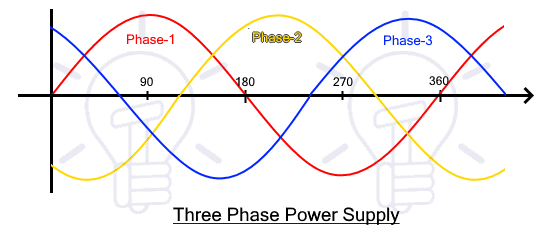 Phase-1
Phase-2
Phase-3
90
180
270
360
Three Phase Power Supply